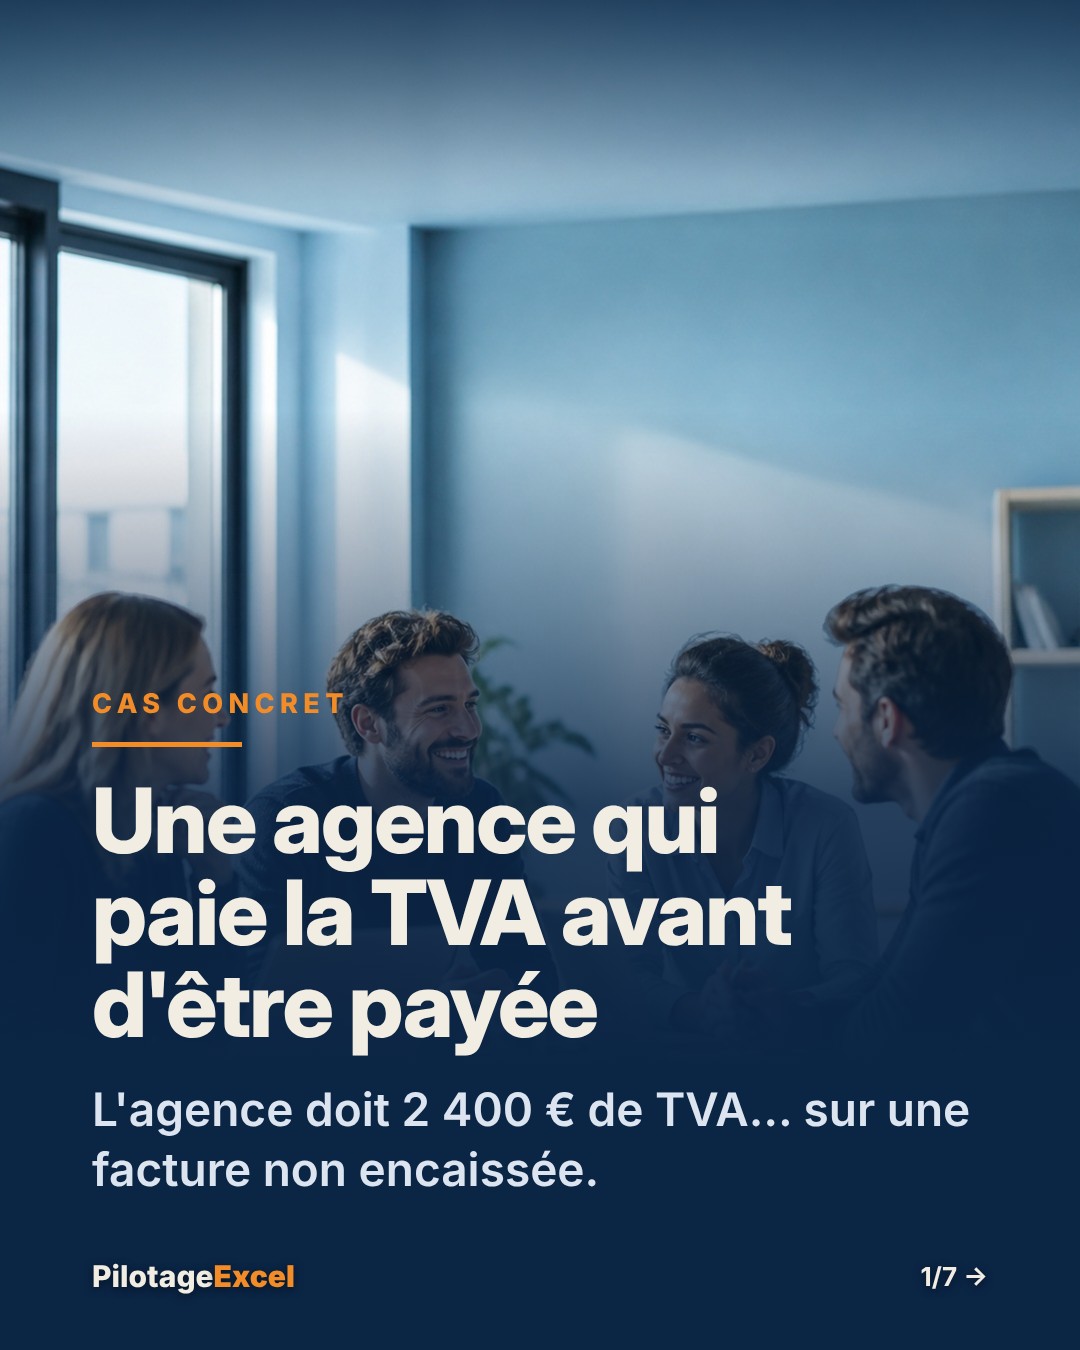 CAS CONCRET
Une agence qui
paie la TVA avant
d'être payée
L'agence doit 2 400 € de TVA... sur une
facture non encaissée.
PilotageExcel
1/7 →